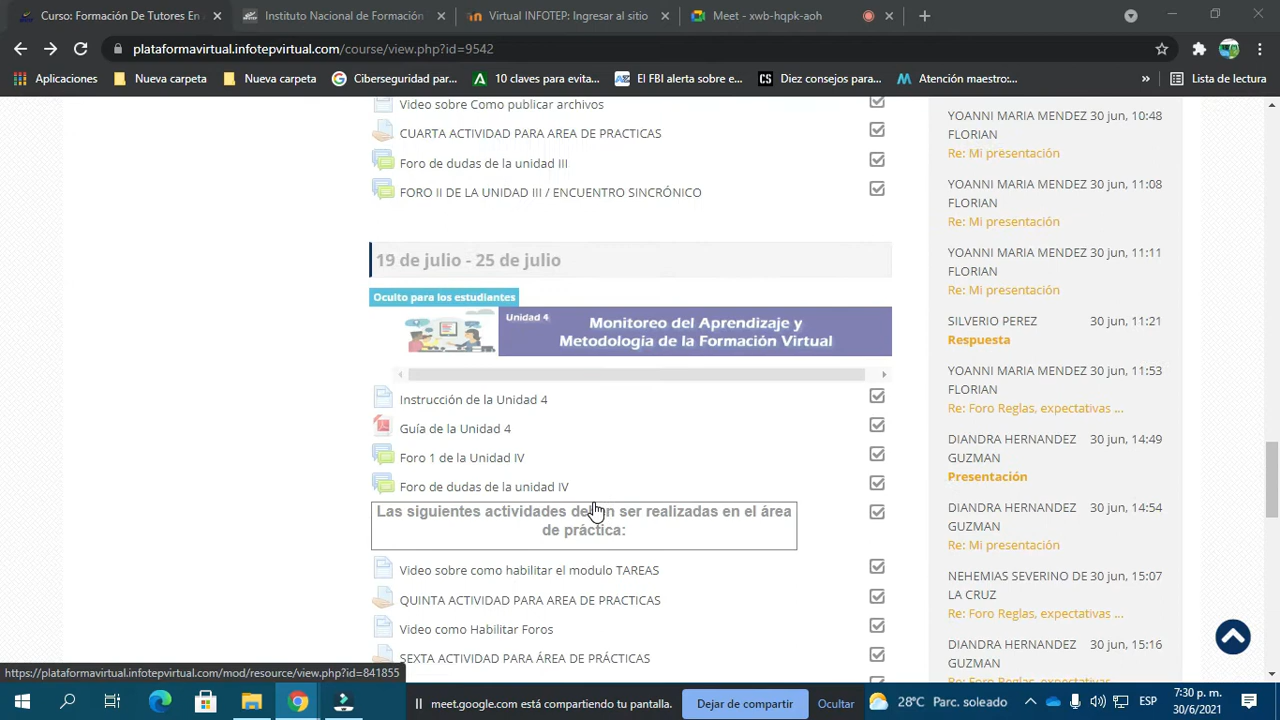 Curso: Formación De Tutores En
Instituto Nacional de Formación
Virtual INFOTEP: Ingresar al sitio
Meet - xwb-hqpk-aoh
plataformavirtual.infotepvirtual.com/course/view.php?id=9542
Aplicaciones
Nueva carpeta
Nueva carpeta
Ciberseguridad par...
10 claves para evita...
El FBI alerta sobre e...
Diez consejos para...
Atención maestro:...
»
Lista de lectura
Video sobre Como publicar archivos
CUARTA ACTIVIDAD PARA AREA DE PRACTICAS
Foro de dudas de la unidad III
FORO II DE LA UNIDAD III / ENCUENTRO SINCRÓNICO
19 de julio - 25 de julio
Oculto para los estudiantes
Unidad 4
Monitoreo del Aprendizaje y
Metodología de la Formación Virtual
Instrucción de la Unidad 4
Guía de la Unidad 4
Foro 1 de la Unidad IV
Foro de dudas de la unidad IV
Las siguientes actividades deben ser realizadas en el área
de práctica:
Video sobre como habilitar el modulo TAREAS
QUINTA ACTIVIDAD PARA AREA DE PRACTICAS
Video como Habilitar Foros
SEXTA ACTIVIDAD PARA ÁREA DE PRÁCTICAS
YOANNI MARIA MENDEZ 30 jun, 10:48
FLORIAN
Re: Mi presentación
YOANNI MARIA MENDEZ 30 jun, 11:08
FLORIAN
Re: Mi presentación
YOANNI MARIA MENDEZ 30 jun, 11:11
FLORIAN
Re: Mi presentación
SILVERIO PEREZ 30 jun, 11:21
Respuesta
YOANNI MARIA MENDEZ 30 jun, 11:53
FLORIAN
Re: Foro Reglas, expectativas ...
DIANDRA HERNANDEZ 30 jun, 14:49
GUZMAN
Presentación
DIANDRA HERNANDEZ 30 jun, 14:54
GUZMAN
Re: Mi presentación
NEHEMIAS SEVERINO DE 30 jun, 15:07
LA CRUZ
Re: Foro Reglas, expectativas ...
DIANDRA HERNANDEZ 30 jun, 15:16
GUZMAN
Re: Foro Reglas, expectativas ...
https://plataformavirtual.infotepvirtual.com/mod/resource/view.php?id=841855
meet.google.com está compartiendo tu pantalla.
Dejar de compartir
Ocultar
28°C Parc. soleado
ESP
7:30 p. m.
30/6/2021